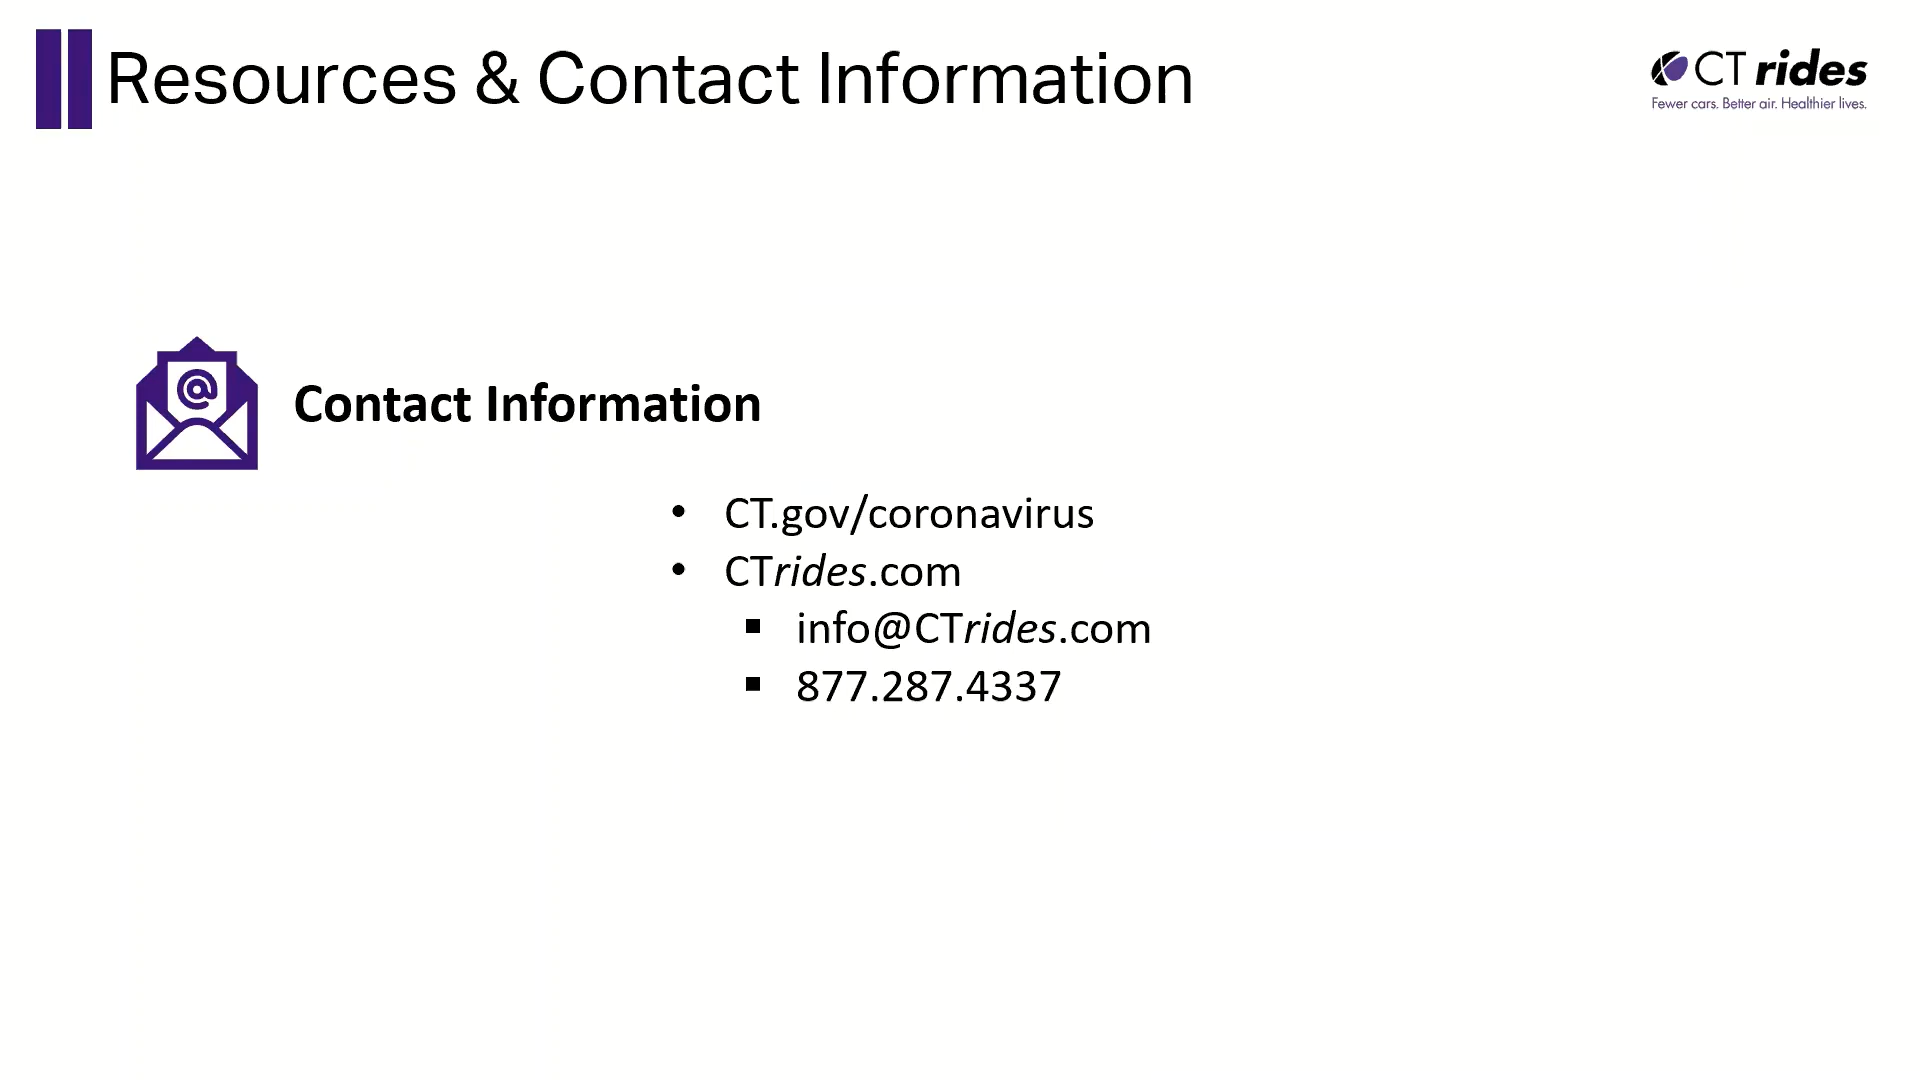 Resources & Contact Information
CT rides
Fewer cars. Better air. Healthier lives.
@
Contact Information
• CT.gov/coronavirus
• CTrides.com
▪ info@CTrides.com
▪ 877.287.4337